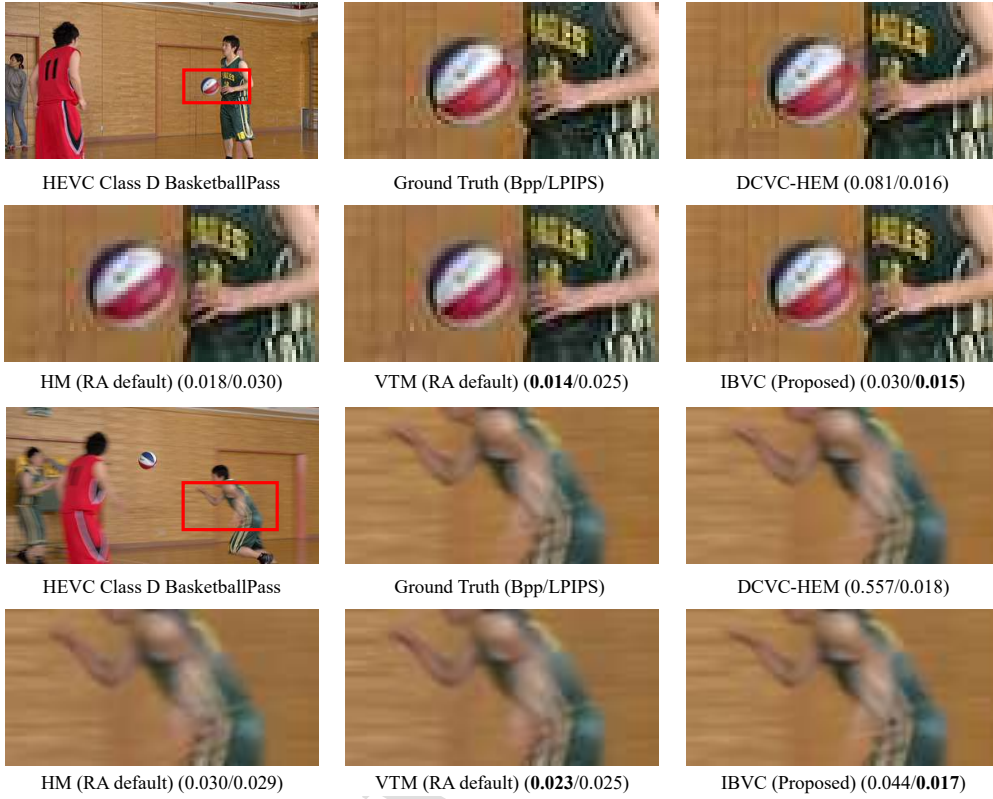 11
HEVC Class D BasketballPass
Ground Truth (Bpp/LPIPS)
DCVC-HEM (0.081/0.016)
HM (RA default) (0.018/0.030)
VTM (RA default) (0.014/0.025)
IBVC (Proposed) (0.030/0.015)
HEVC Class D BasketballPass
Ground Truth (Bpp/LPIPS)
DCVC-HEM (0.557/0.018)
HM (RA default) (0.030/0.029)
VTM (RA default) (0.023/0.025)
IBVC (Proposed) (0.044/0.017)